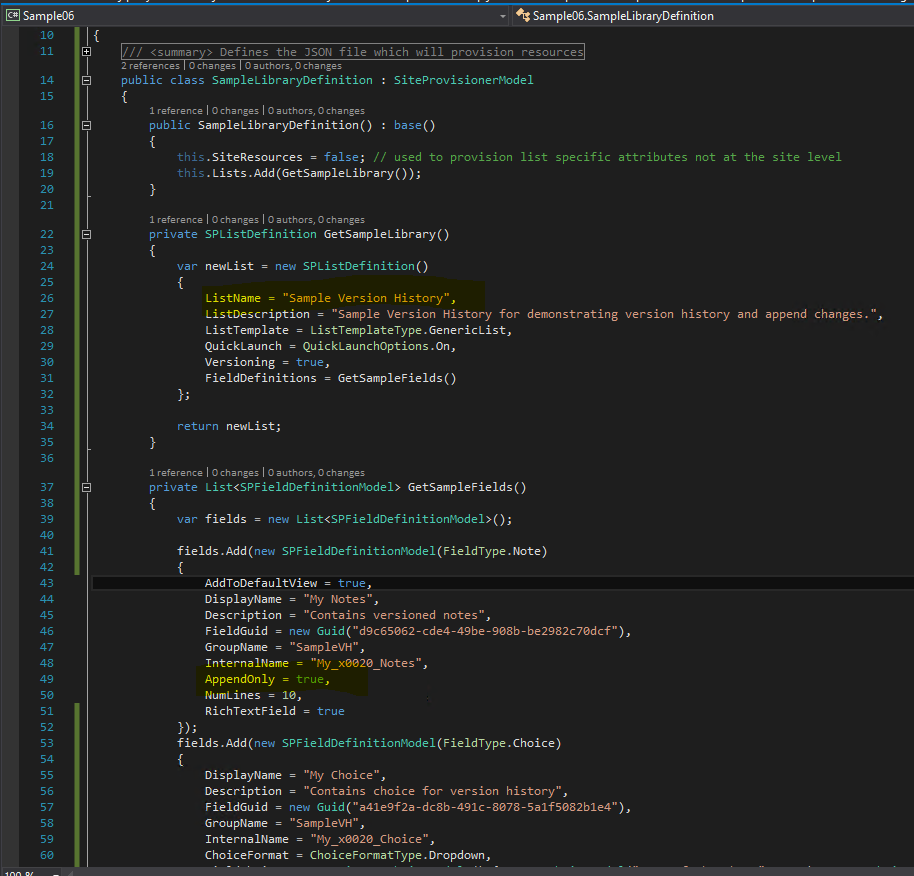 C# Sample06 Sample06.SampleLibraryDefinition
10 {
11 /// <summary> Defines the JSON file which will provision resources
2 references | 0 changes | 0 authors, 0 changes
14 public class SampleLibraryDefinition : SiteProvisionerModel
15 {
1 reference | 0 changes | 0 authors, 0 changes
16 public SampleLibraryDefinition() : base()
17 {
18 this.SiteResources = false; // used to provision list specific attributes not at the site level
19 this.Lists.Add(GetSampleLibrary());
20 }
21
1 reference | 0 changes | 0 authors, 0 changes
22 private SPListDefinition GetSampleLibrary()
23 {
24 var newList = new SPListDefinition()
25 {
26 ListName = "Sample Version History",
27 ListDescription = "Sample Version History for demonstrating version history and append changes.",
28 ListTemplate = ListTemplateType.GenericList,
29 QuickLaunch = QuickLaunchOptions.On,
30 Versioning = true,
31 FieldDefinitions = GetSampleFields()
32 };
33
34 return newList;
35 }
36
1 reference | 0 changes | 0 authors, 0 changes
37 private List<SPFieldDefinitionModel> GetSampleFields()
38 {
39 var fields = new List<SPFieldDefinitionModel>();
40
41 fields.Add(new SPFieldDefinitionModel(FieldType.Note)
42 {
43 AddToDefaultView = true,
44 DisplayName = "My Notes",
45 Description = "Contains versioned notes",
46 FieldGuid = new Guid("d9c65062-cde4-49be-908b-be2982c70dcf"),
47 GroupName = "SampleVH",
48 InternalName = "My_x0020_Notes",
49 AppendOnly = true,
50 NumLines = 10,
51 RichTextField = true
52 });
53 fields.Add(new SPFieldDefinitionModel(FieldType.Choice)
54 {
55 DisplayName = "My Choice",
56 Description = "Contains choice for version history",
57 FieldGuid = new Guid("a41e9f2a-dc8b-491c-8078-5a1f5082b1e4"),
58 GroupName = "SampleVH",
59 InternalName = "My_x0020_Choice",
60 ChoiceFormat = ChoiceFormatType.Dropdown,
100 %